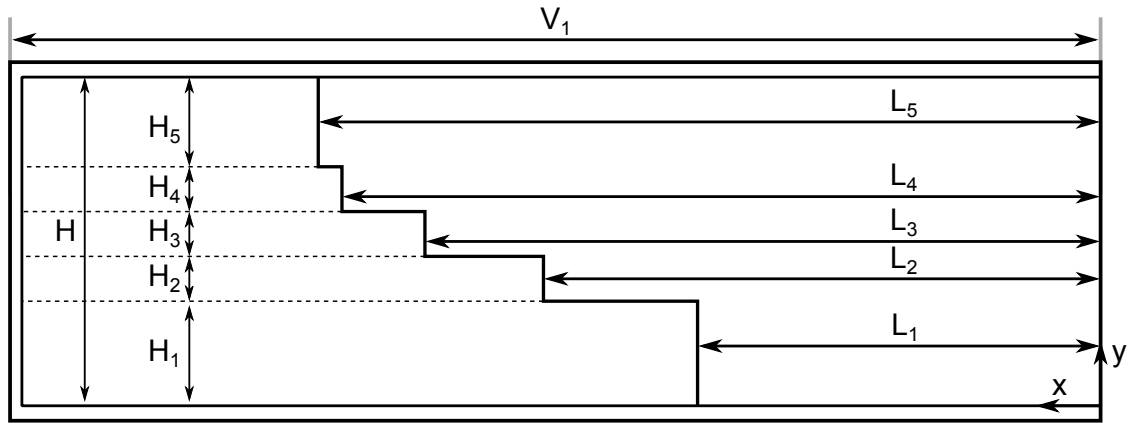 V₁
L₅
H₅
L₄
H₄
L₃
H
H₃
L₂
H₂
L₁
H₁
y
x